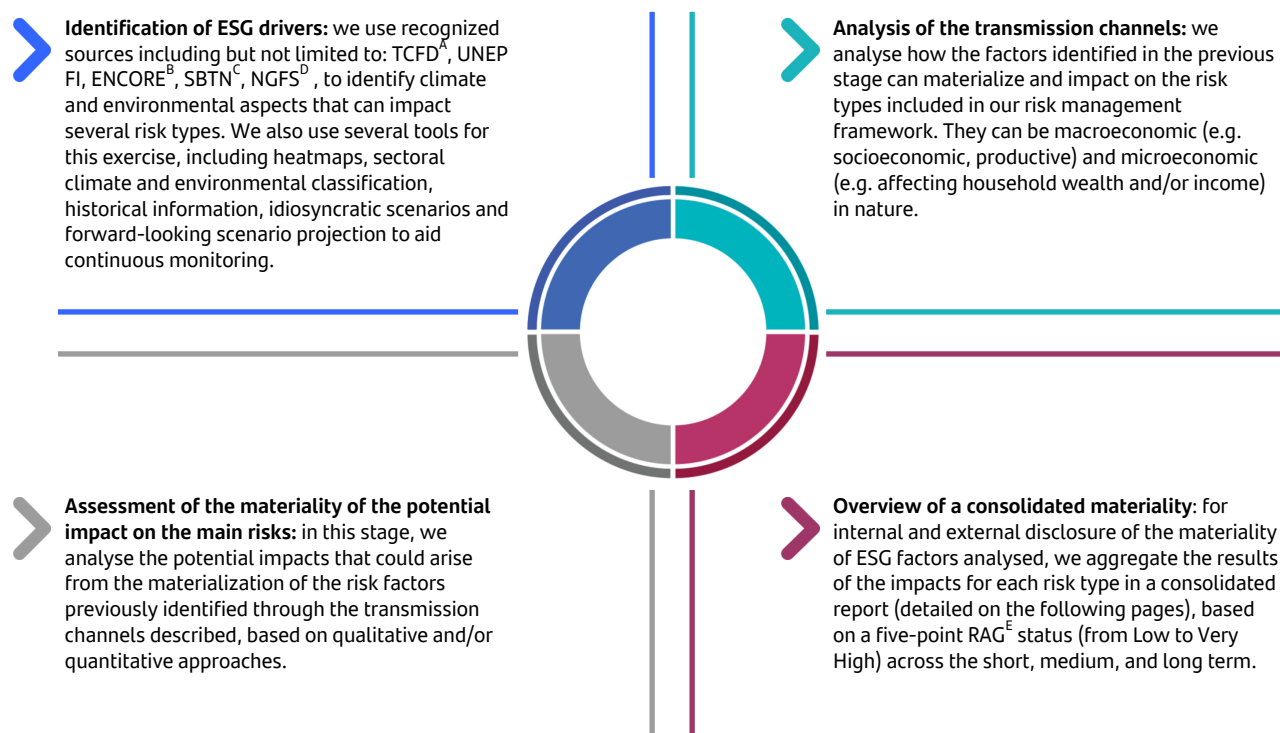 Identification of ESG drivers: we use recognized
sources including but not limited to: TCFD^A, UNEP
FI, ENCORE^B, SBTN^C, NGFS^D , to identify climate
and environmental aspects that can impact
several risk types. We also use several tools for
this exercise, including heatmaps, sectoral
climate and environmental classification,
historical information, idiosyncratic scenarios and
forward-looking scenario projection to aid
continuous monitoring.
Analysis of the transmission channels: we
analyse how the factors identified in the previous
stage can materialize and impact on the risk
types included in our risk management
framework. They can be macroeconomic (e.g.
socioeconomic, productive) and microeconomic
(e.g. affecting household wealth and/or income)
in nature.
Assessment of the materiality of the potential
impact on the main risks: in this stage, we
analyse the potential impacts that could arise
from the materialization of the risk factors
previously identified through the transmission
channels described, based on qualitative and/or
quantitative approaches.
Overview of a consolidated materiality: for
internal and external disclosure of the materiality
of ESG factors analysed, we aggregate the results
of the impacts for each risk type in a consolidated
report (detailed on the following pages), based
on a five-point RAG^E status (from Low to Very
High) across the short, medium, and long term.